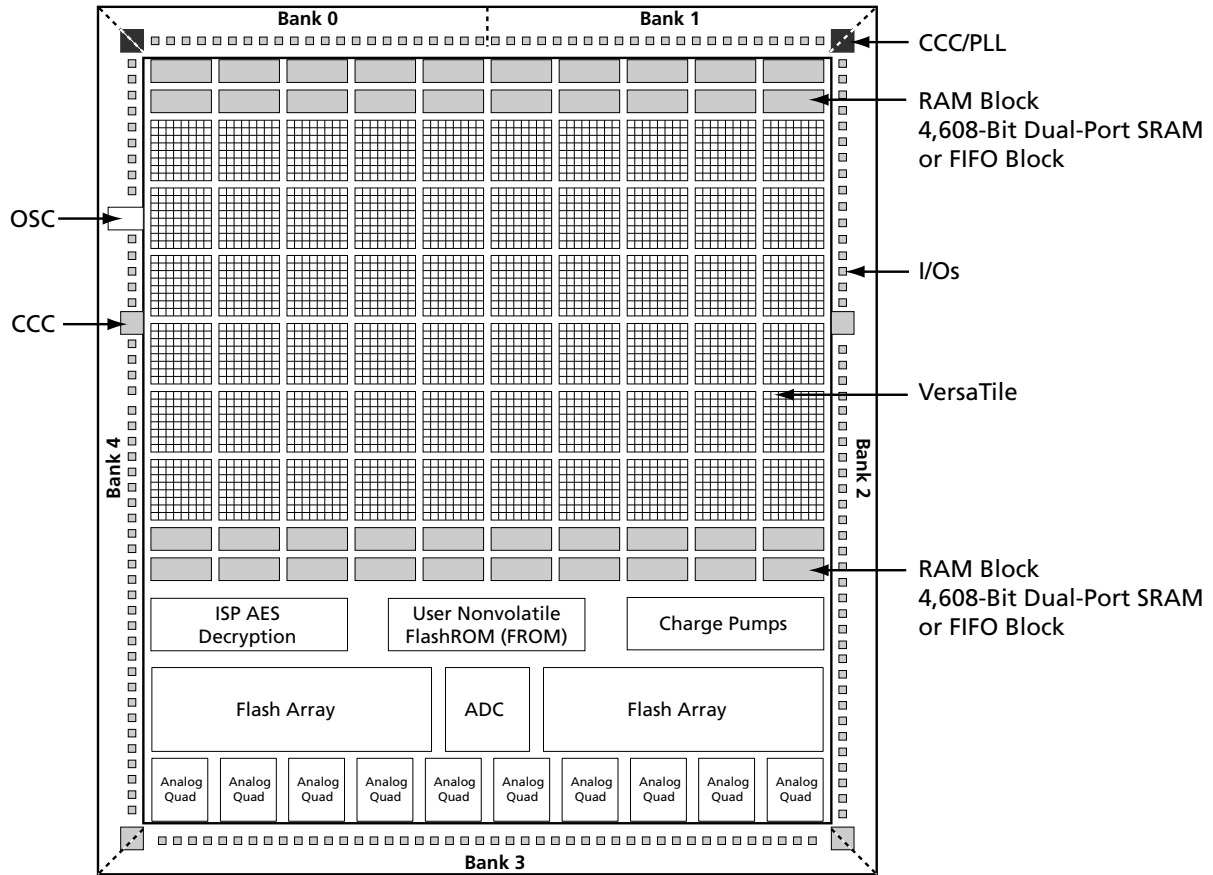 Bank 0
Bank 1
CCC/PLL
RAM Block
4,608-Bit Dual-Port SRAM
or FIFO Block
OSC
I/Os
CCC
VersaTile
Bank 4
Bank 2
RAM Block
4,608-Bit Dual-Port SRAM
or FIFO Block
ISP AES
Decryption
User Nonvolatile
FlashROM (FROM)
Charge Pumps
Flash Array
ADC
Flash Array
Analog
Quad
Analog
Quad
Analog
Quad
Analog
Quad
Analog
Quad
Analog
Quad
Analog
Quad
Analog
Quad
Analog
Quad
Analog
Quad
Bank 3